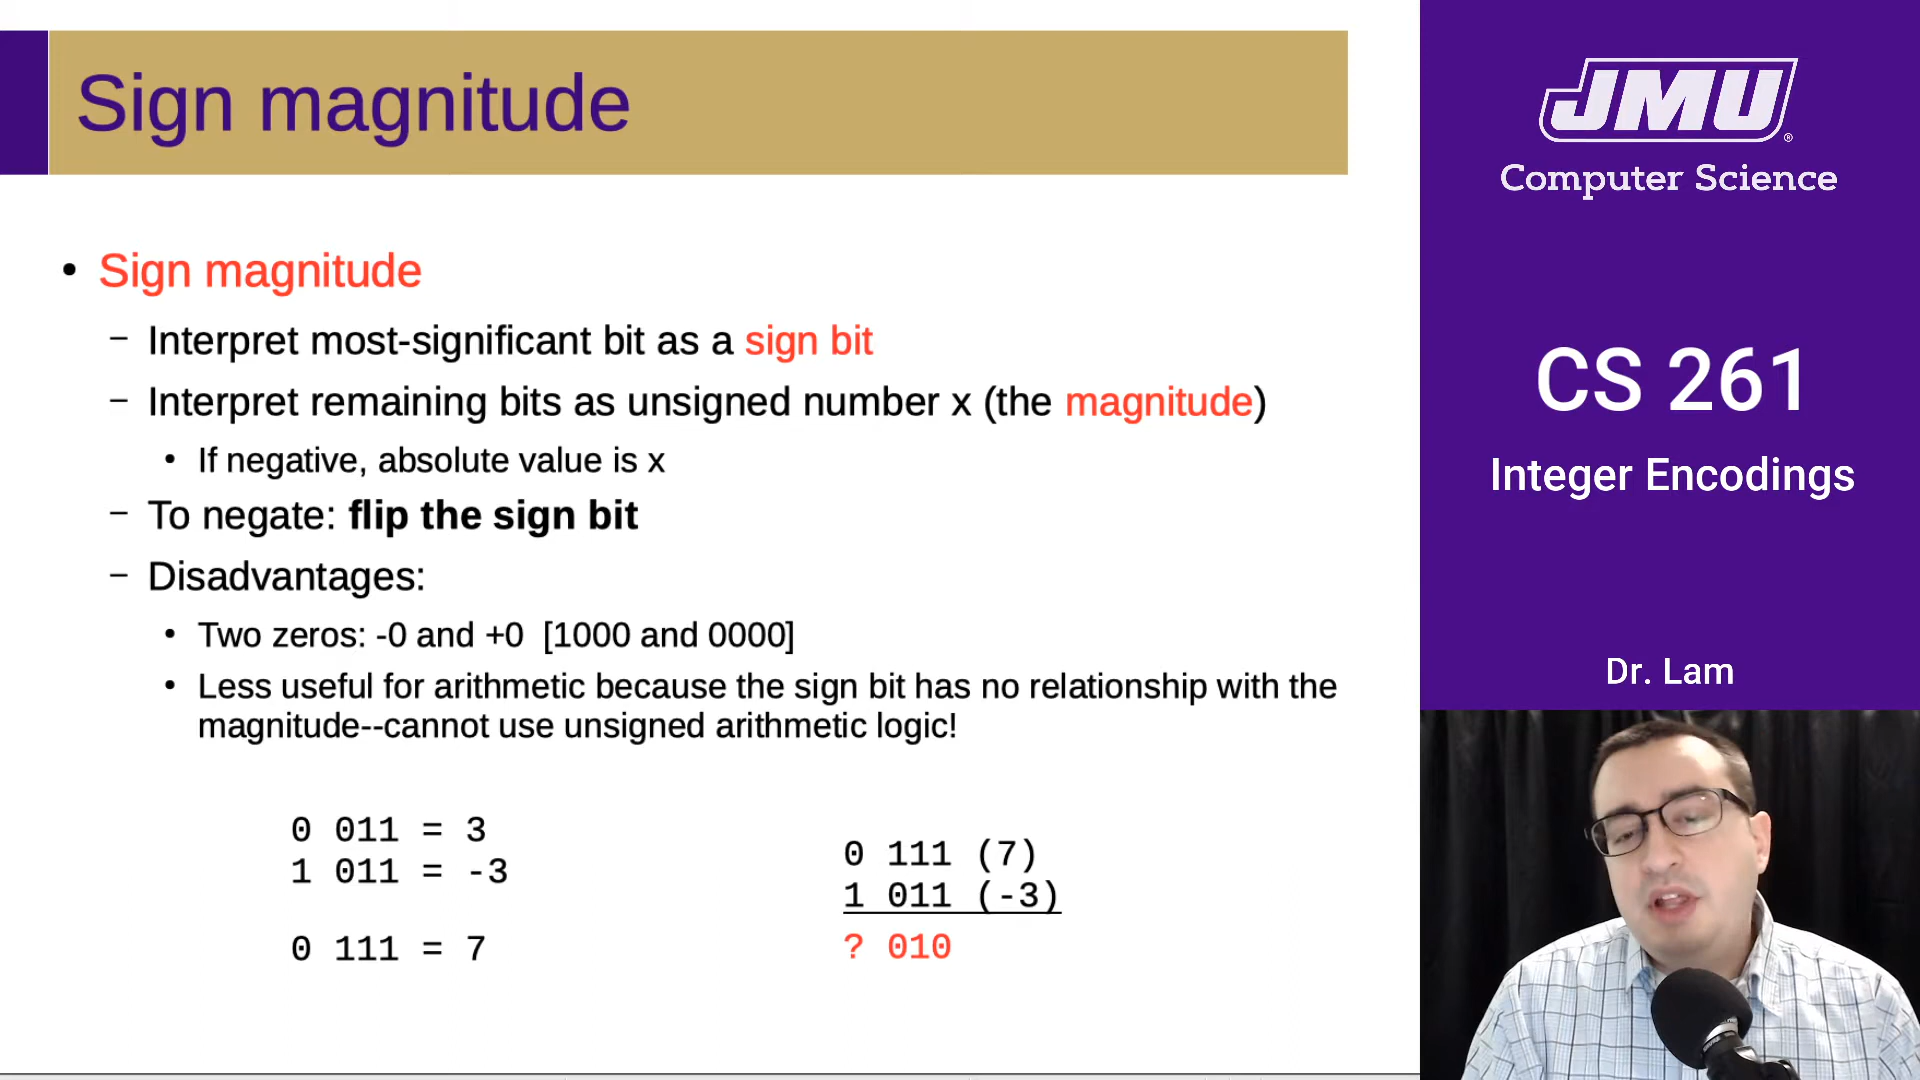 Sign magnitude
• Sign magnitude
– Interpret most-significant bit as a sign bit
– Interpret remaining bits as unsigned number x (the magnitude)
• If negative, absolute value is x
– To negate: flip the sign bit
– Disadvantages:
• Two zeros: -0 and +0 [1000 and 0000]
• Less useful for arithmetic because the sign bit has no relationship with the
magnitude--cannot use unsigned arithmetic logic!
0 011 = 3
1 011 = -3
0 111 = 7
0 111 (7)
1 011 (-3)
? 010
JMU®
Computer Science
CS 261
Integer Encodings
Dr. Lam